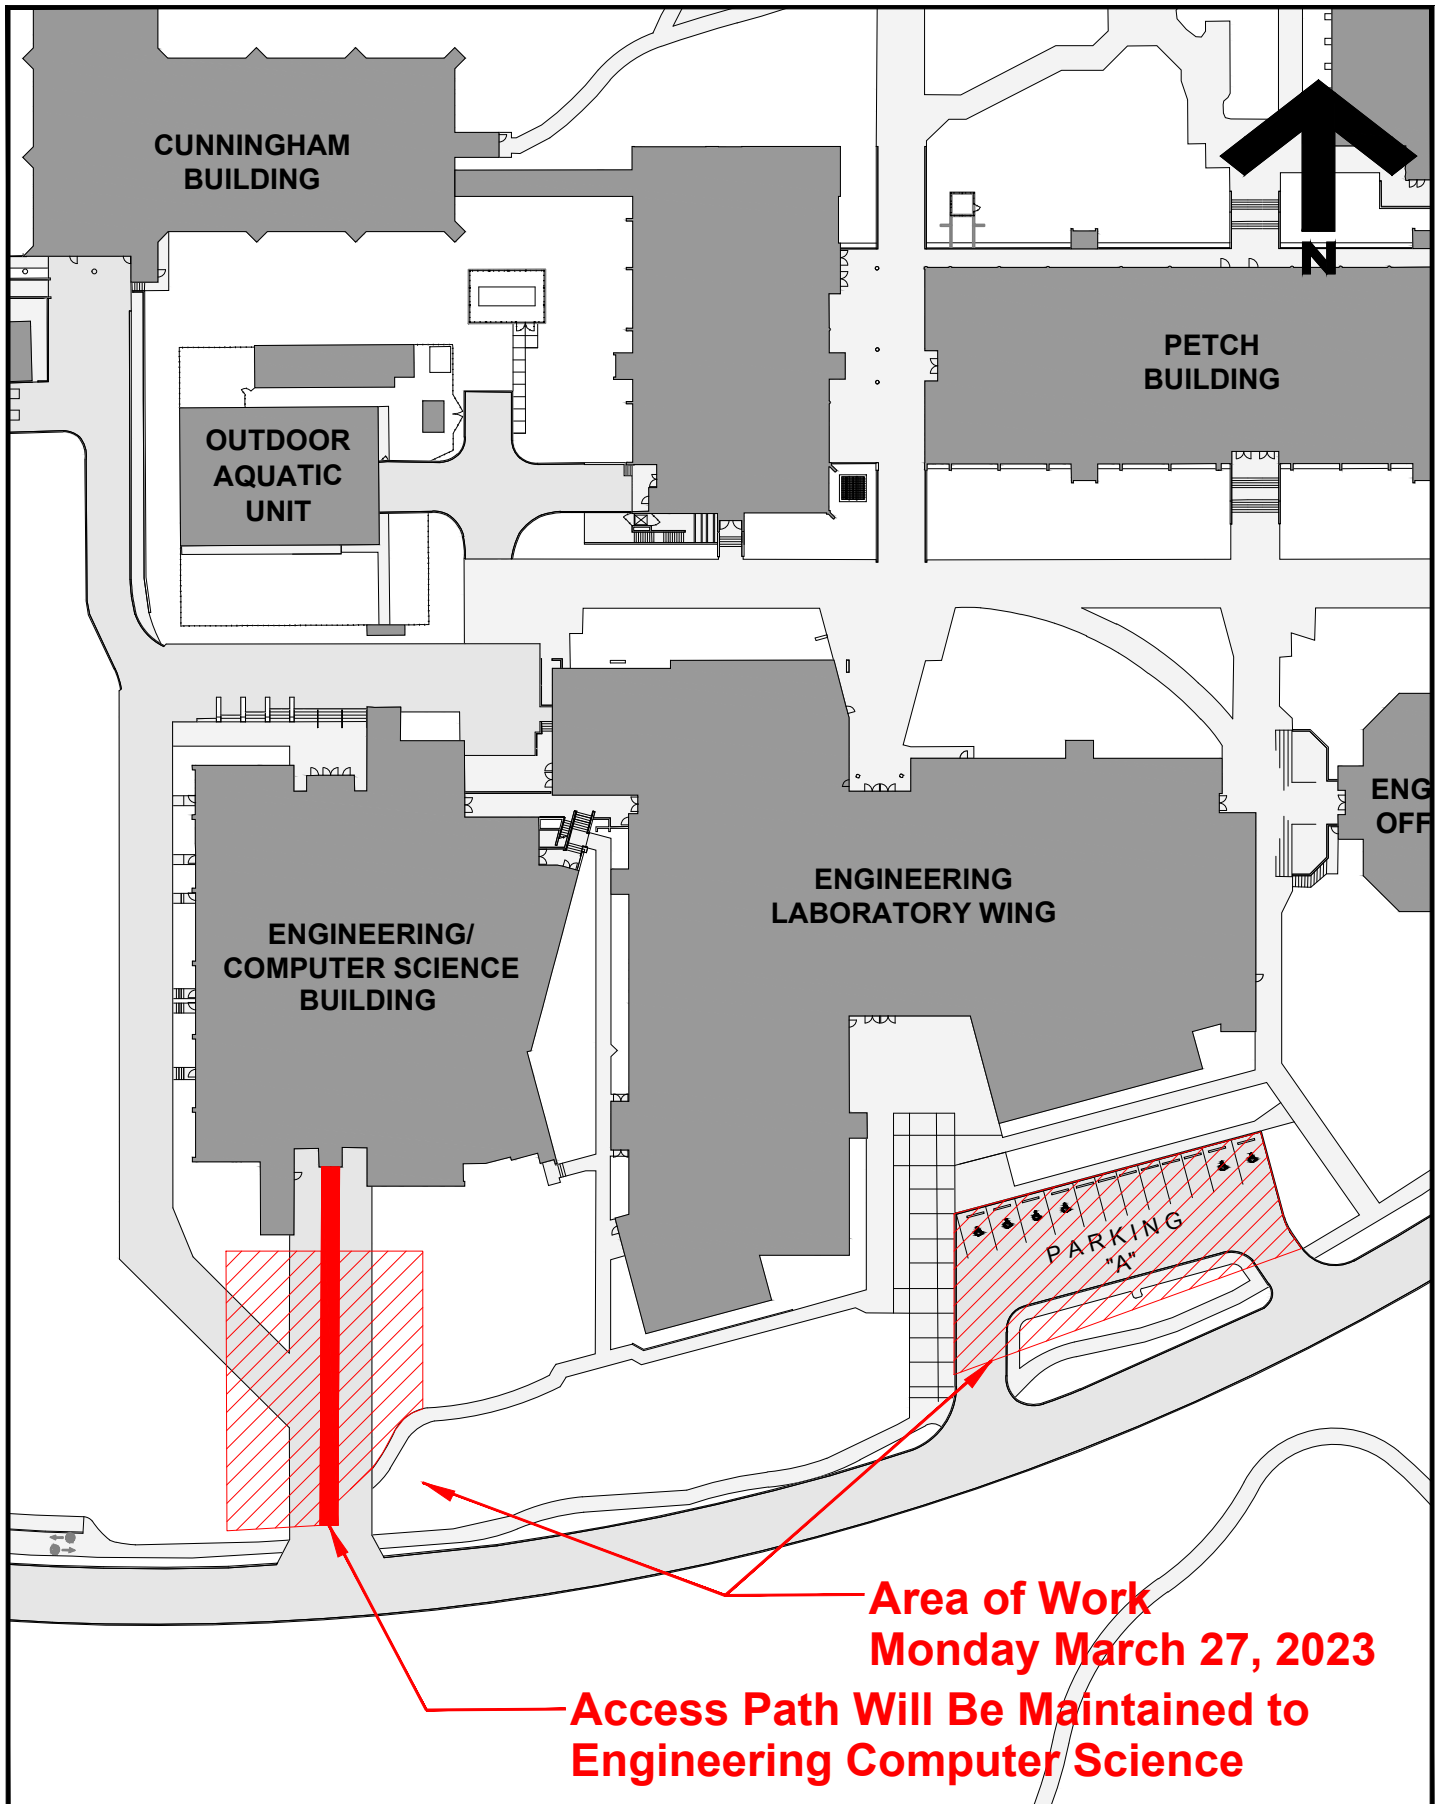 CUNNINGHAM
BUILDING
N
PETCH
BUILDING
OUTDOOR
AQUATIC
UNIT
ENG
OFF
ENGINEERING
LABORATORY WING
ENGINEERING/
COMPUTER SCIENCE
BUILDING
PARKING
"A"
Area of Work
Monday March 27, 2023
Access Path Will Be Maintained to
Engineering Computer Science